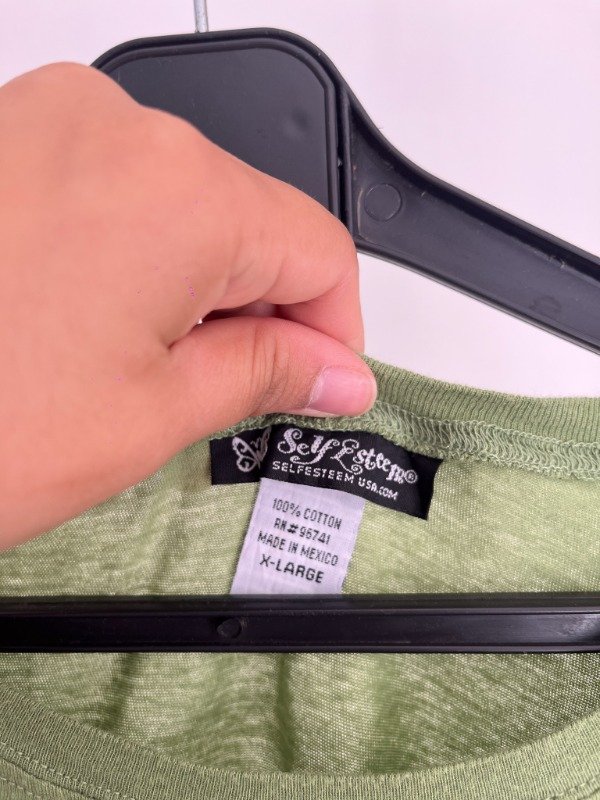 Self Esteem®
SELFESTEEM USA.COM
100% COTTON
RN#96741
MADE IN MEXICO
X-LARGE